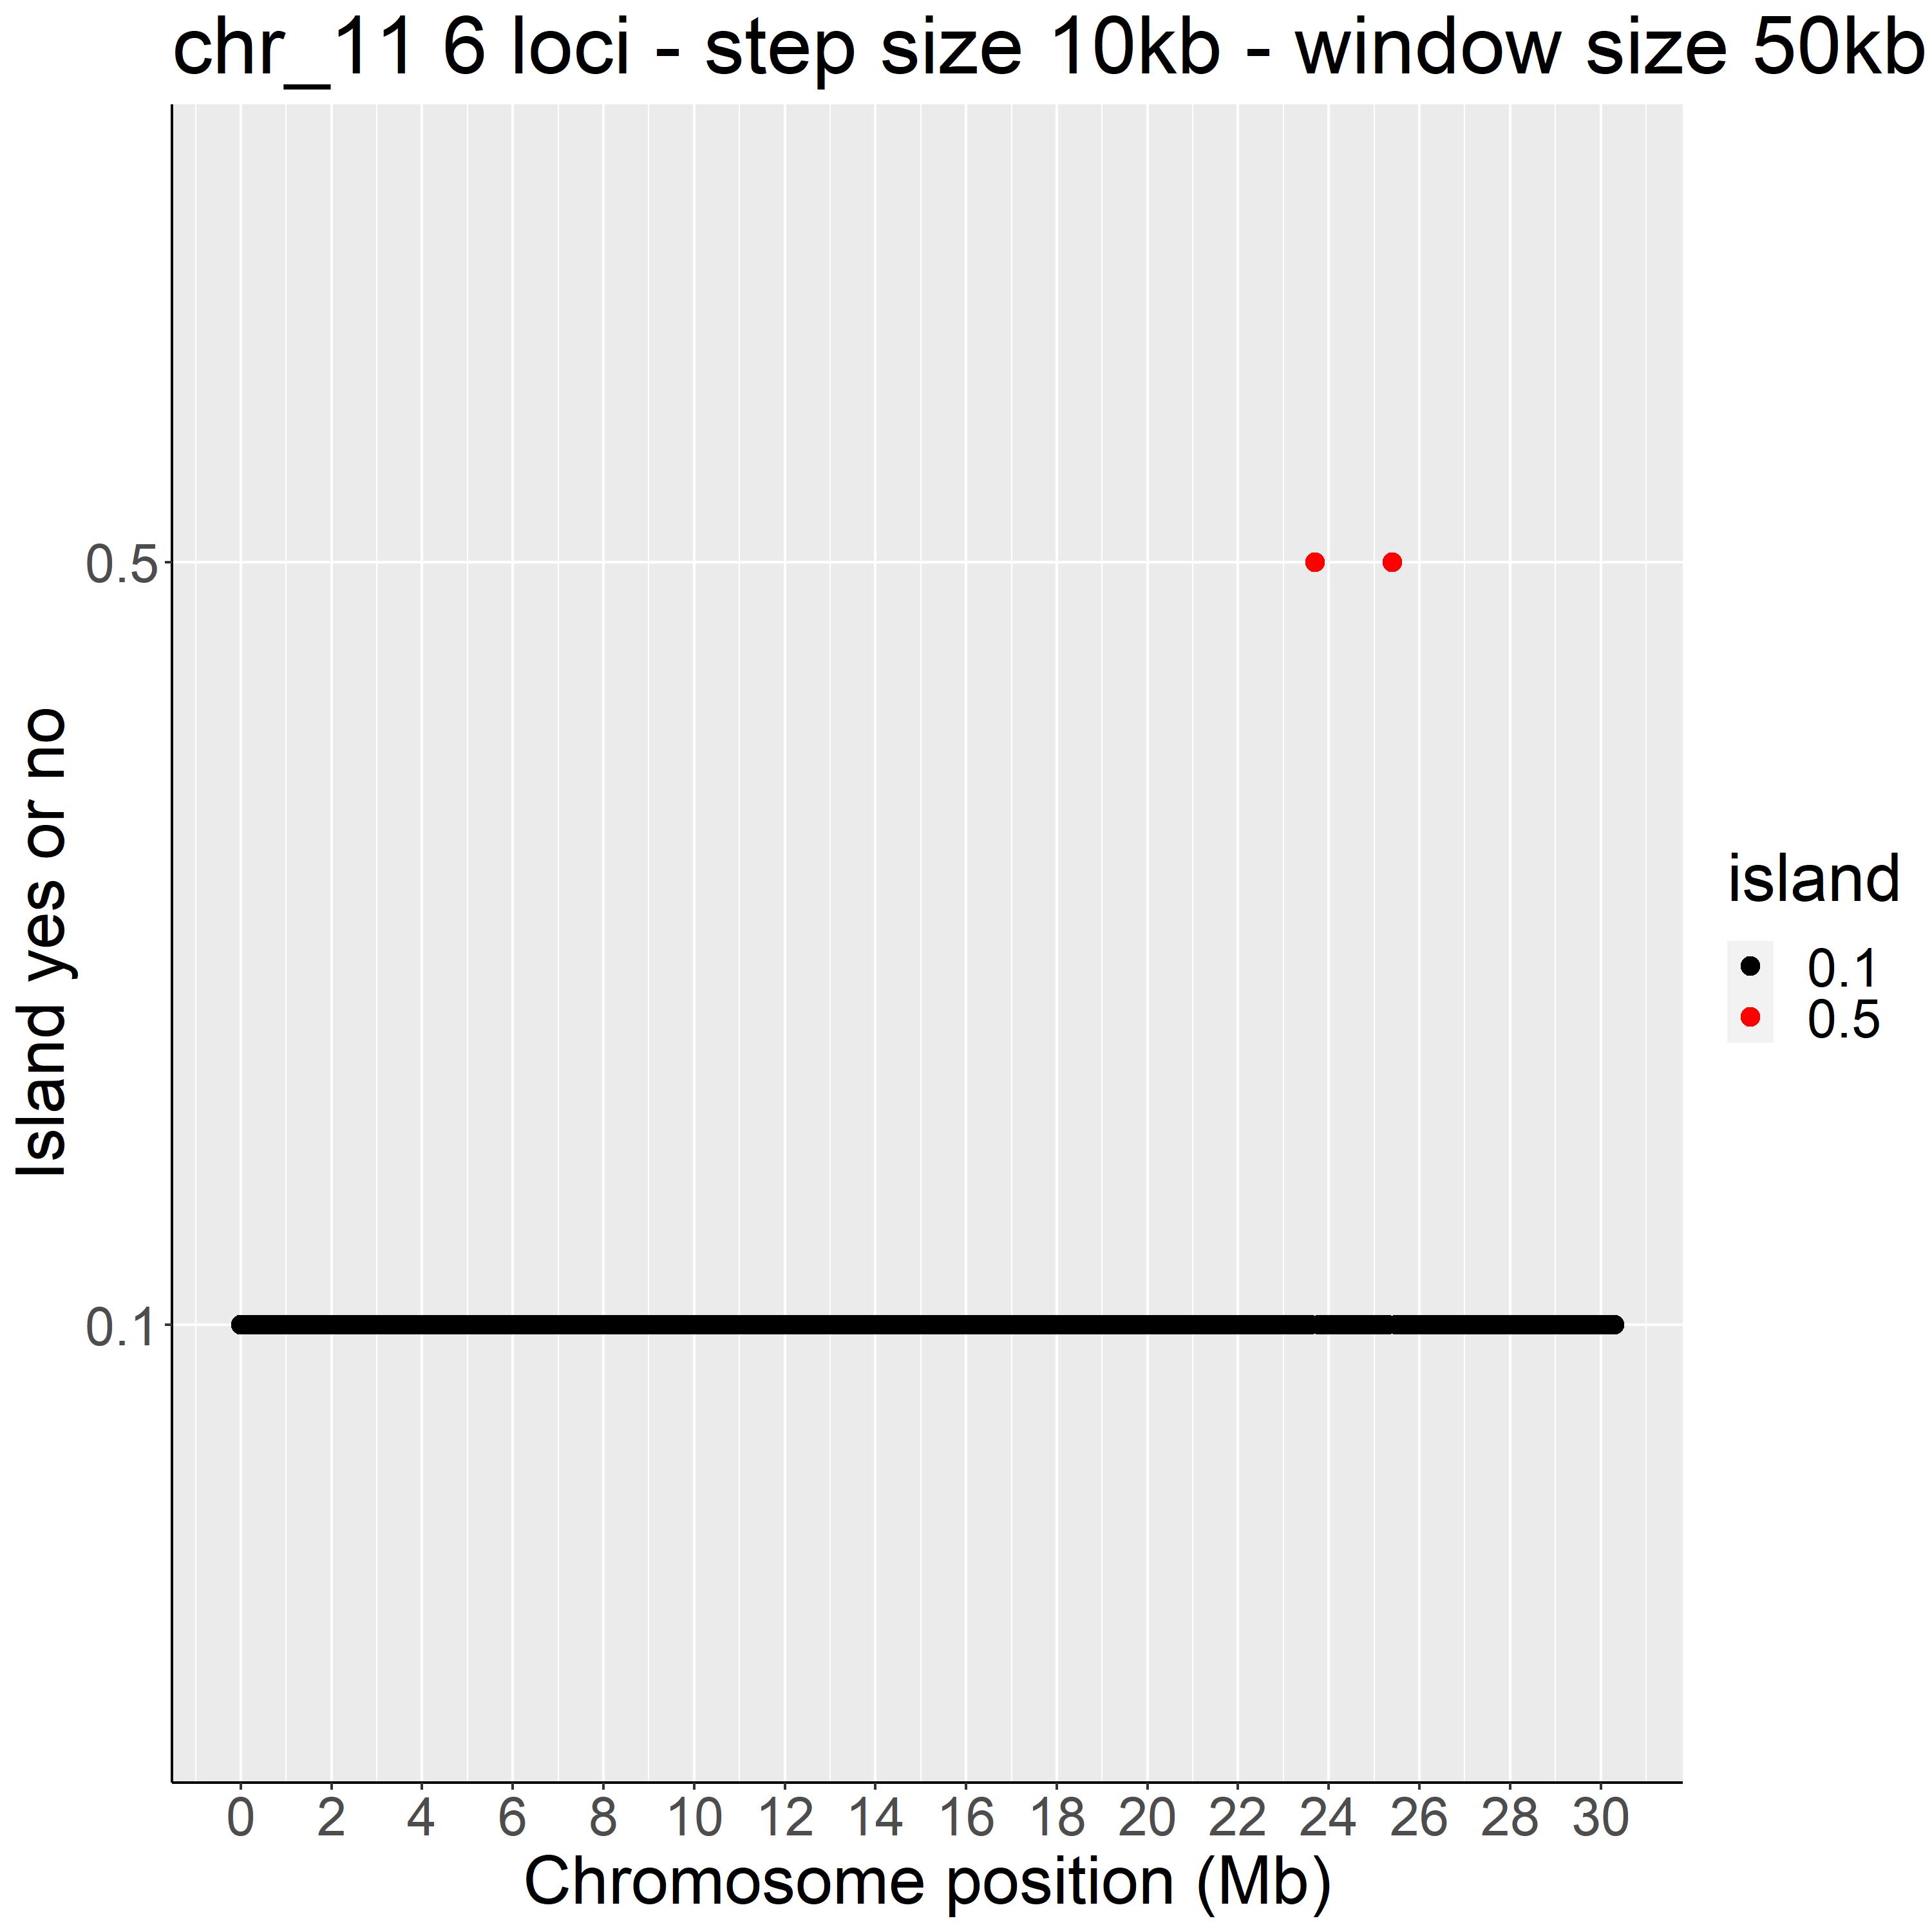 chr_11 6 loci - step size 10kb - window size 50kb
Island yes or no
0.5
0.1
0 2 4 6 8 10 12 14 16 18 20 22 24 26 28 30
Chromosome position (Mb)
island
0.1
0.5